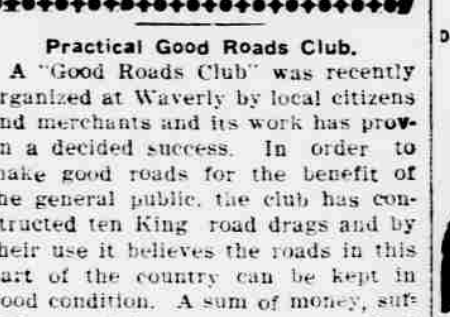 Practical Good Roads Club.
A "Good Roads Club" was recently
rganized at Waverly by local citizens
nd merchants and its work has prov-
n a decided success. In order to
nake good roads for the benefit of
he general public, the club has con-
tructed ten King road drags and by
heir use it believes the roads in this
art of the country can be kept in
ood condition. A sum of money, suf-